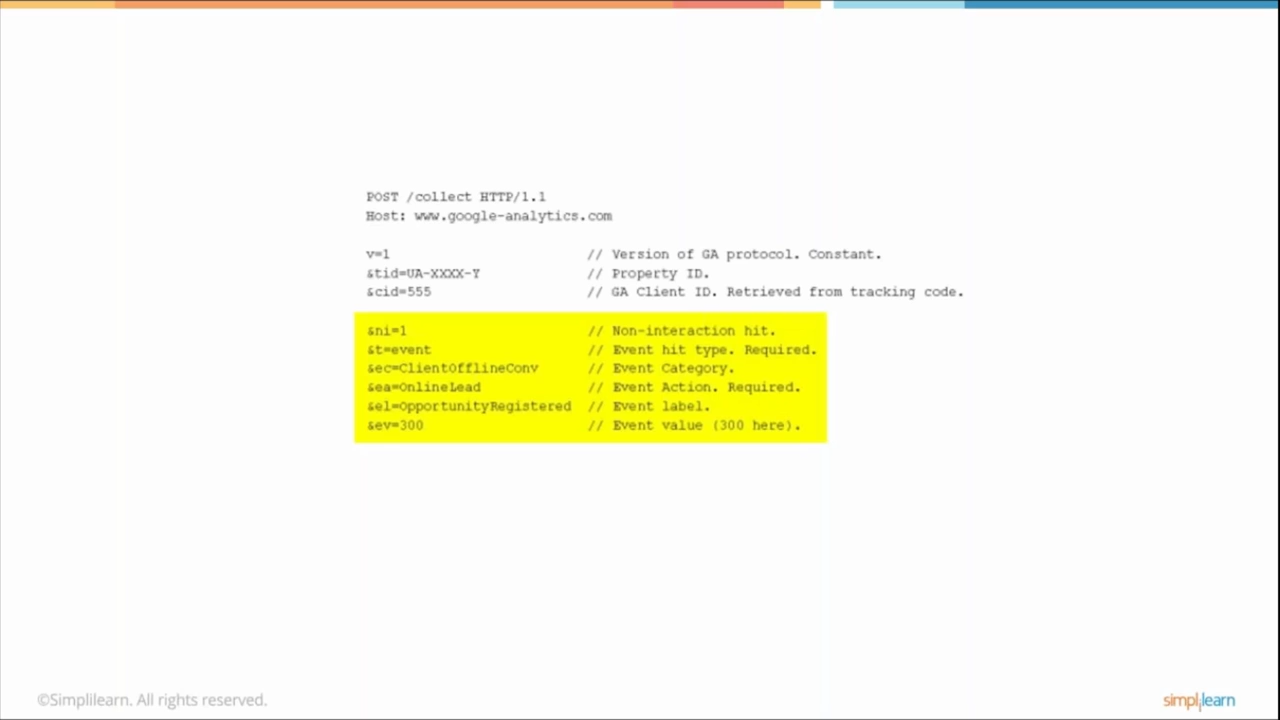 POST /collect HTTP/1.1
Host: www.google-analytics.com
v=1 // Version of GA protocol. Constant.
&tid=UA-XXXX-Y // Property ID.
&cid=555 // GA Client ID. Retrieved from tracking code.
&ni=1 // Non-interaction hit.
&t=event // Event hit type. Required.
&ec=ClientOfflineConv // Event Category.
&ea=OnlineLead // Event Action. Required.
&el=OpportunityRegistered // Event label.
&ev=300 // Event value (300 here).
©Simplilearn. All rights reserved.
simplilearn